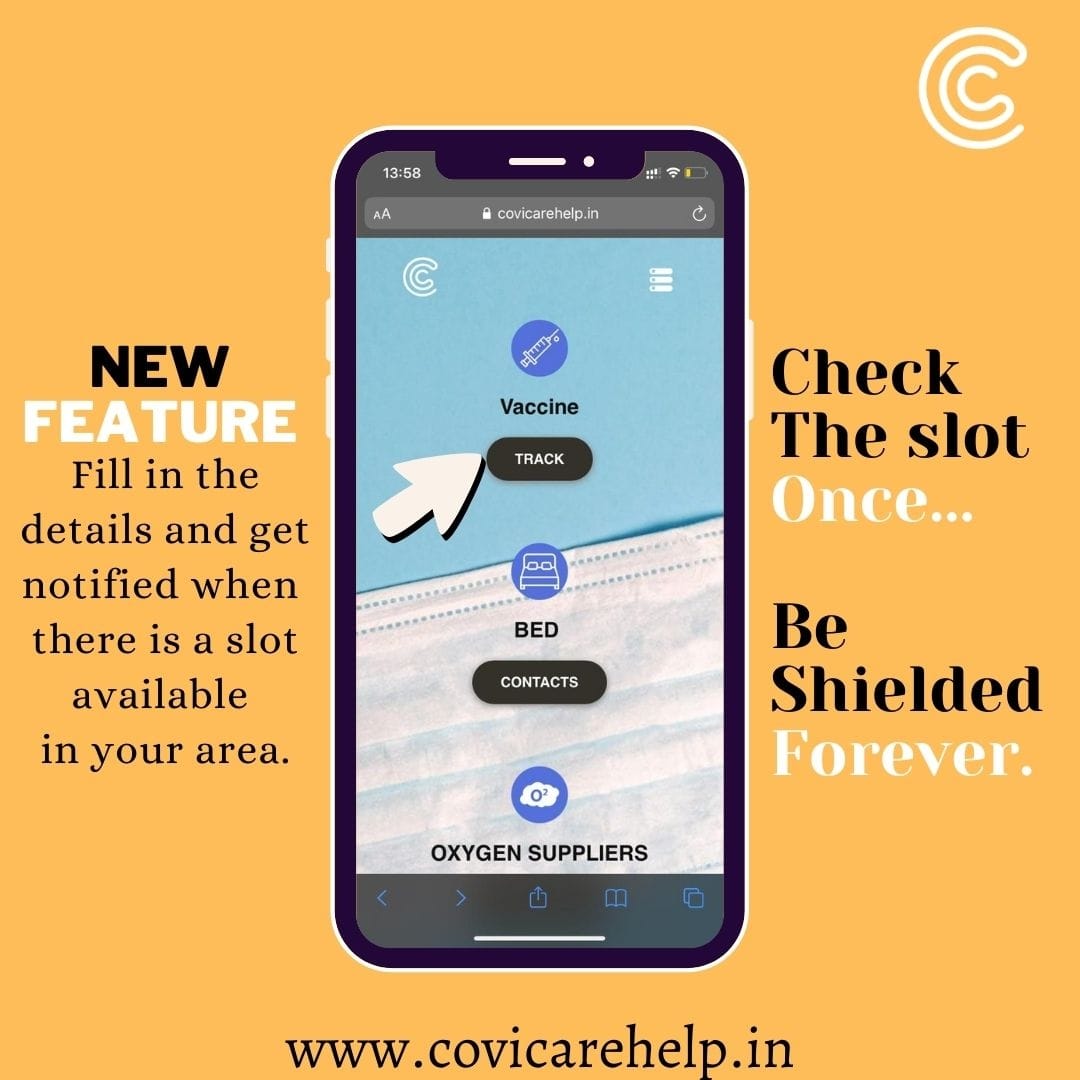 13:58
AA covicarehelp.in
Vaccine
TRACK
BED
CONTACTS
O²
OXYGEN SUPPLIERS
NEW
FEATURE
Fill in the
details and get
notified when
there is a slot
available
in your area.
Check
The slot
Once...
Be
Shielded
Forever.
www.covicarehelp.in